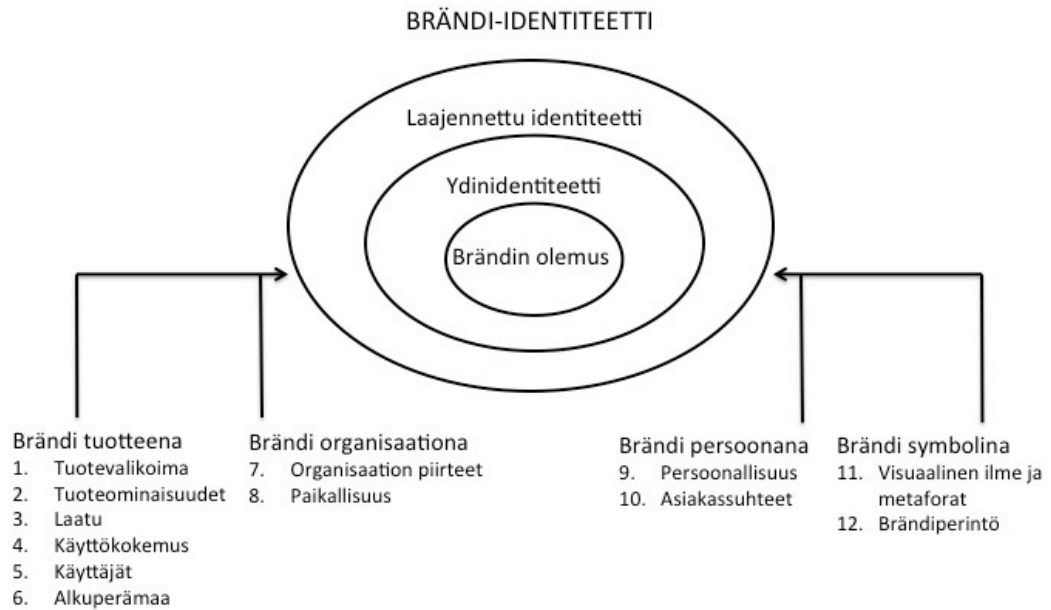 BRÄNDI-IDENTITEETTI
Laajennettu identiteetti
Ydinidentiteetti
Brändin olemus
Brändi tuotteena
1. Tuotevalikoima
2. Tuoteominaisuudet
3. Laatu
4. Käyttökokemus
5. Käyttäjät
6. Alkuperämaa
Brändi organisaationa
7. Organisaation piirteet
8. Paikallisuus
Brändi persoonana
9. Persoonallisuus
10. Asiakassuhteet
Brändi symbolina
11. Visuaalinen ilme ja
metaforat
12. Brändiperintö